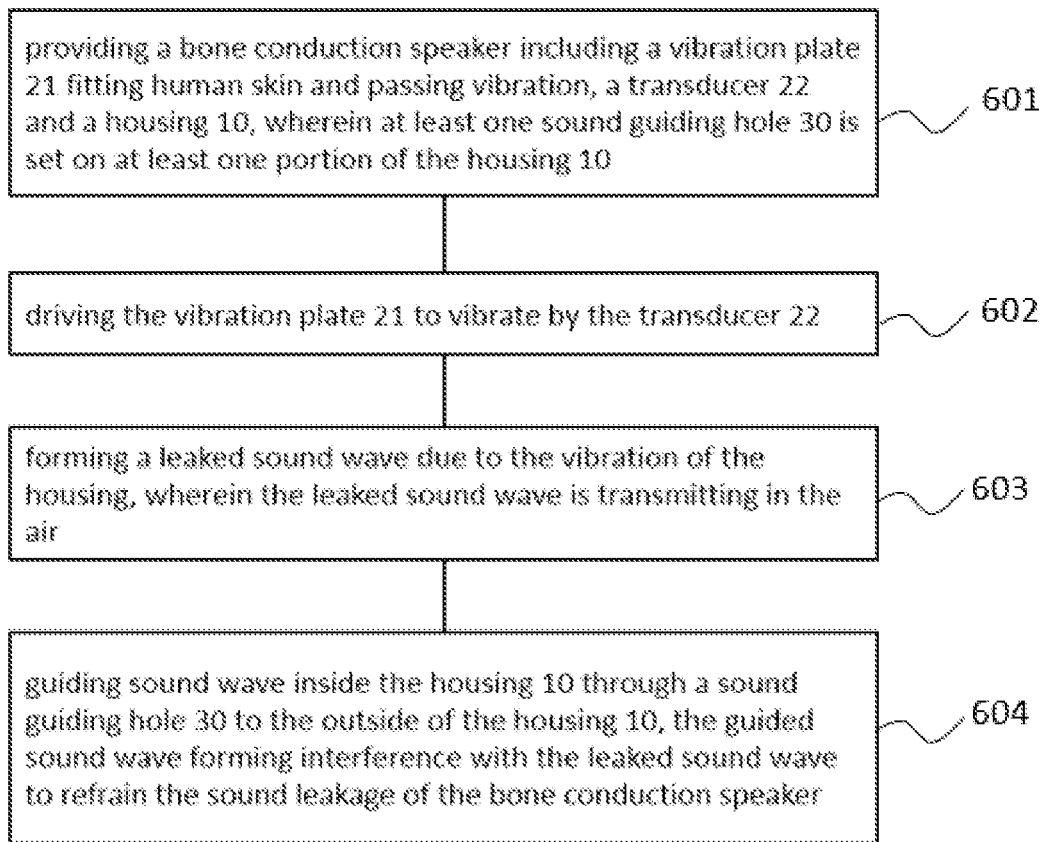 providing a bone conduction speaker including a vibration plate
21 fitting human skin and passing vibration, a transducer 22
and a housing 10, wherein at least one sound guiding hole 30 is
set on at least one portion of the housing 10
601
driving the vibration plate 21 to vibrate by the transducer 22
602
forming a leaked sound wave due to the vibration of the
housing, wherein the leaked sound wave is transmitting in the
air
603
guiding sound wave inside the housing 10 through a sound
guiding hole 30 to the outside of the housing 10, the guided
sound wave forming interference with the leaked sound wave
to refrain the sound leakage of the bone conduction speaker
604